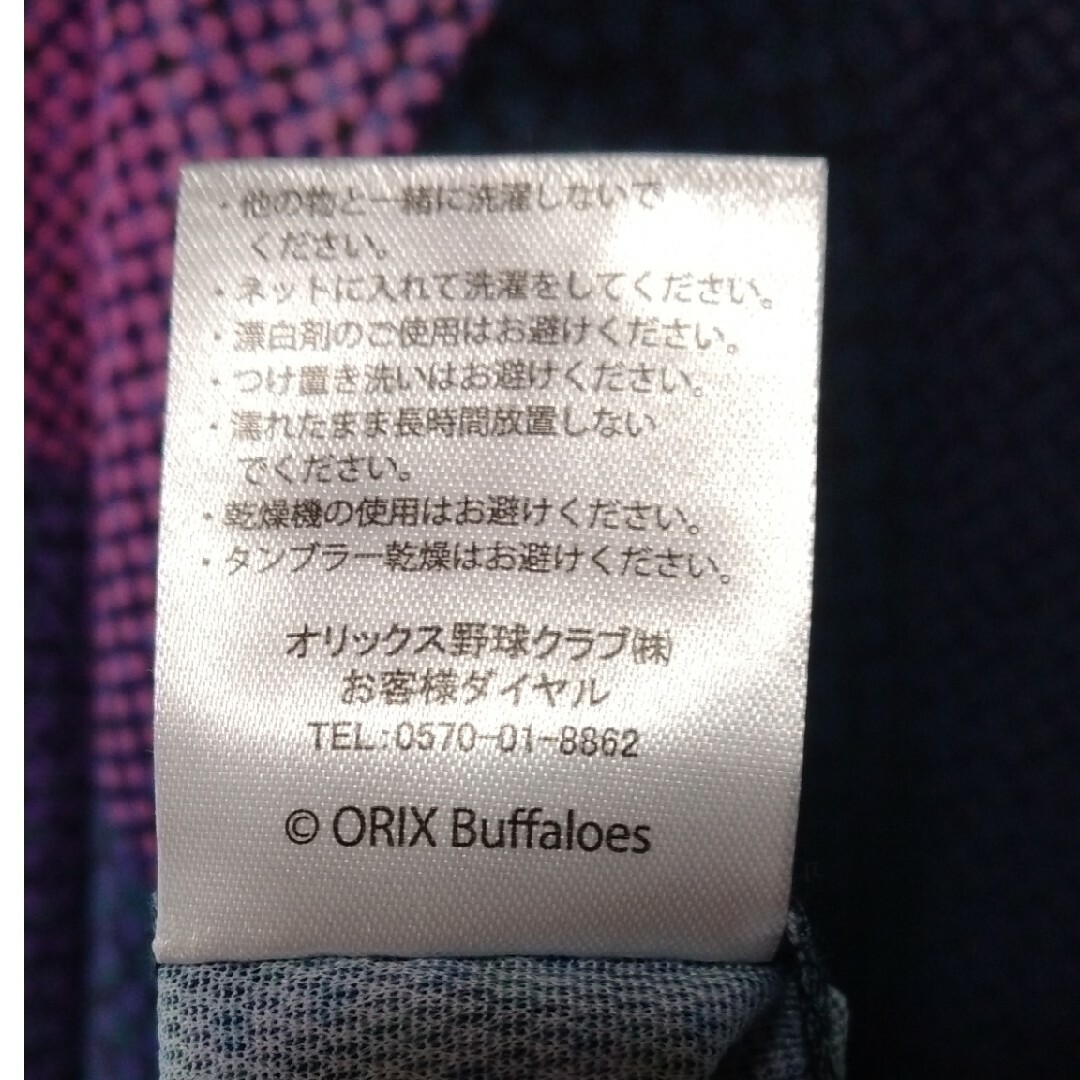 ・他の物と一緒に洗濯しないで
ください。
・ネットに入れて洗濯をしてください。
・漂白剤のご使用はお避けください。
・つけ置き洗いはお避けください。
・濡れたまま長時間放置しない
でください。
・乾燥機の使用はお避けください。
・タンブラー乾燥はお避けください。
オリックス野球クラブ㈱
お客様ダイヤル
TEL:0570-01-8862
© ORIX Buffaloes